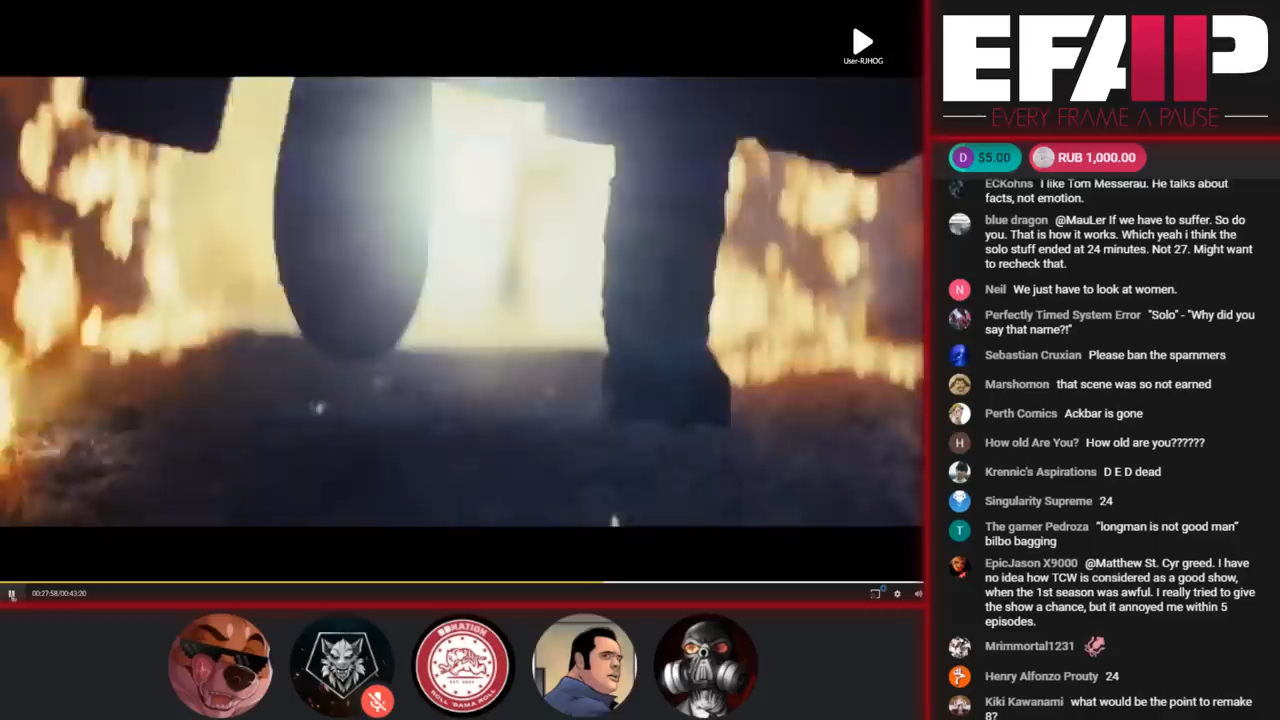 User-RJHOG
EFAP
EVERY FRAME A PAUSE
D $5.00
RUB 1,000.00
ECKohns I like Tom Messerau. He talks about
facts, not emotion.
blue dragon @MauLer If we have to suffer. So do
you. That is how it works. Which yeah i think the
solo stuff ended at 24 minutes. Not 27. Might want
to recheck that.
N Neil We just have to look at women.
Perfectly Timed System Error "Solo" - "Why did you
say that name?!"
Sebastian Cruxian Please ban the spammers
Marshomon that scene was so not earned
Perth Comics Ackbar is gone
H How old Are You? How old are you??????
Krennic's Aspirations D E D dead
Singularity Supreme 24
T The gamer Pedroza “longman is not good man”
bilbo bagging
EpicJason X9000 @Matthew St. Cyr greed. I have
no idea how TCW is considered as a good show,
when the 1st season was awful. I really tried to give
the show a chance, but it annoyed me within 5
episodes.
Mrimmortal1231
Henry Alfonzo Prouty 24
Kiki Kawanami what would be the point to remake
8?
00:27:58/00:43:20